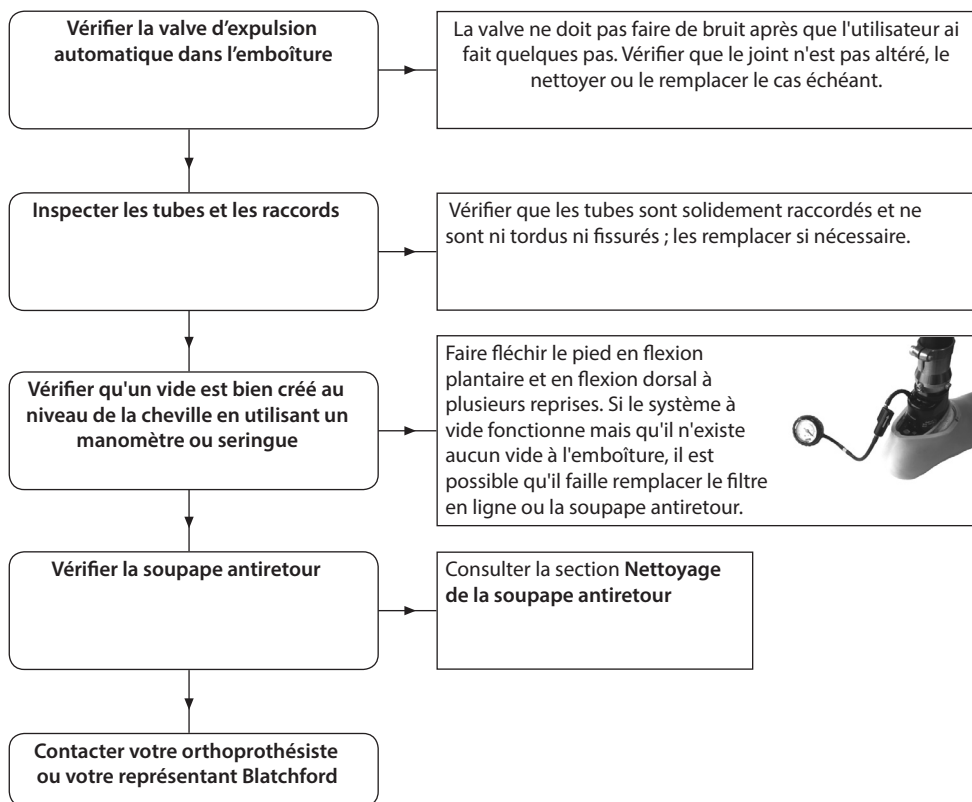 Vérifier la valve d’expulsion
automatique dans l’emboîture
La valve ne doit pas faire de bruit après que l'utilisateur ai
fait quelques pas. Vérifier que le joint n'est pas altéré, le
nettoyer ou le remplacer le cas échéant.
Inspecter les tubes et les raccords
Vérifier que les tubes sont solidement raccordés et ne
sont ni tordus ni fissurés ; les remplacer si nécessaire.
Vérifier qu'un vide est bien créé au
niveau de la cheville en utilisant un
manomètre ou seringue
Faire fléchir le pied en flexion
plantaire et en flexion dorsal à
plusieurs reprises. Si le système à
vide fonctionne mais qu'il n'existe
aucun vide à l'emboîture, il est
possible qu'il faille remplacer le filtre
en ligne ou la soupape antiretour.
Vérifier la soupape antiretour
Consulter la section Nettoyage
de la soupape antiretour
Contacter votre orthoprothésiste
ou votre représentant Blatchford